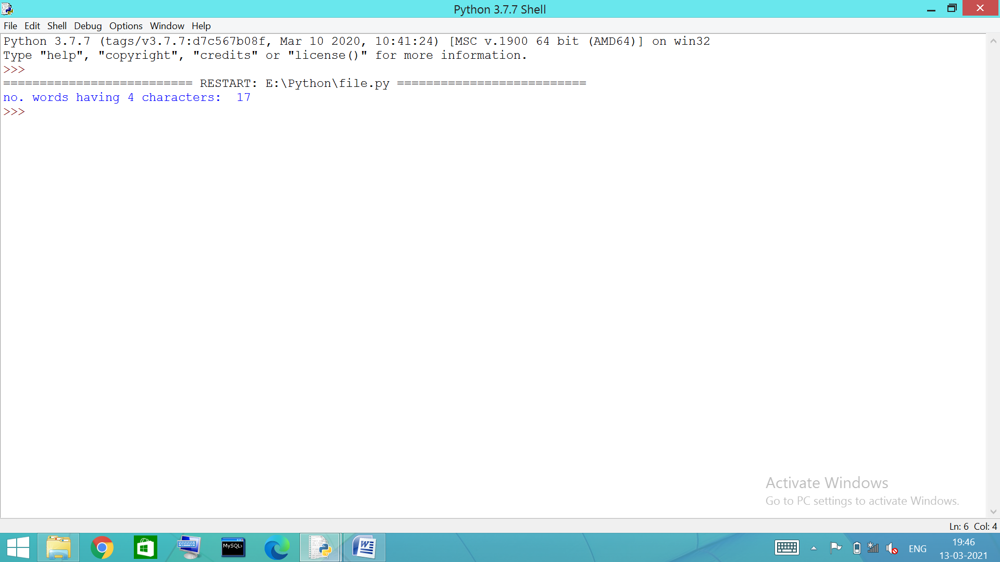 Python 3.7.7 Shell
File Edit Shell Debug Options Window Help
Python 3.7.7 (tags/v3.7.7:d7c567b08f, Mar 10 2020, 10:41:24) [MSC v.1900 64 bit (AMD64)] on win32
Type "help", "copyright", "credits" or "license()" for more information.
>>>
========================== RESTART: E:\Python\file.py ==========================
no. words having 4 characters:  17
>>>
Activate Windows
Go to PC settings to activate Windows.
Ln: 6 Col: 4
MySQL>
W
ENG
19:46
13-03-2021